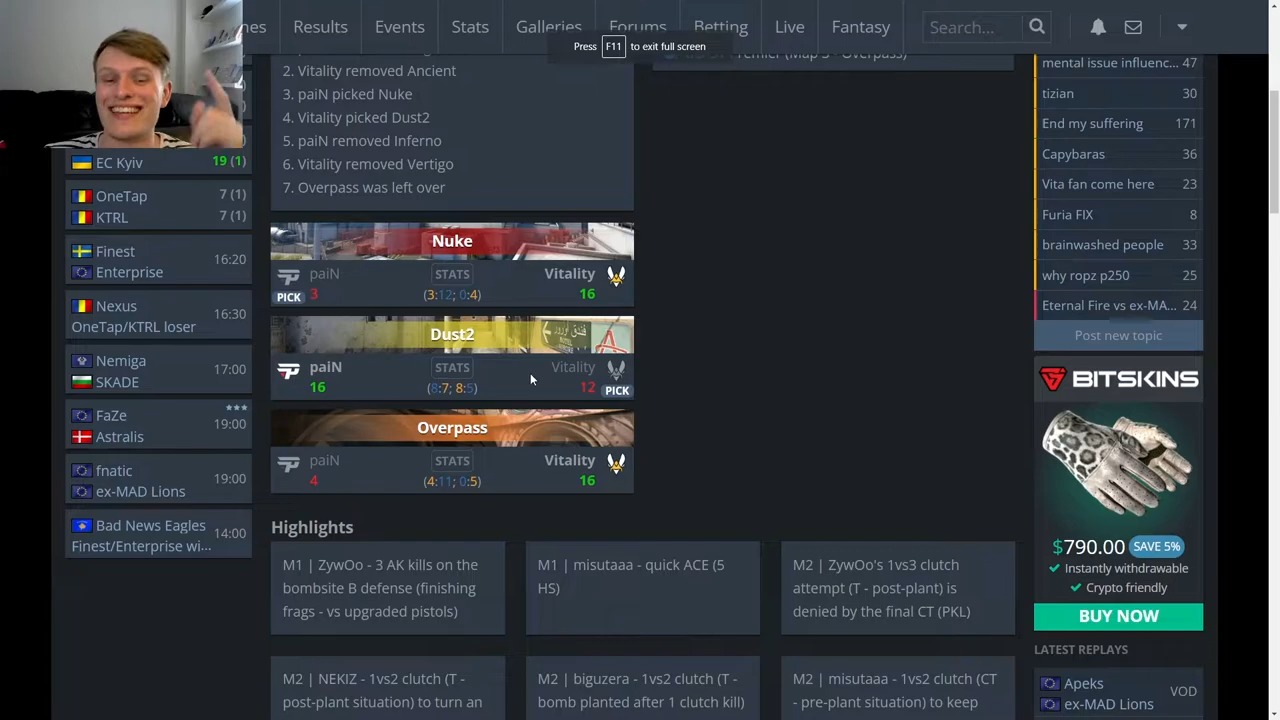 Results
Events
Stats
Galleries
Forums
Betting
Live
Fantasy
Search...
Press F11 to exit full screen
2. Vitality removed Ancient
3. paiN picked Nuke
4. Vitality picked Dust2
5. paiN removed Inferno
6. Vitality removed Vertigo
7. Overpass was left over
EC Kyiv 19 (1)
OneTap 7 (1)
KTRL 7 (1)
Finest
Enterprise
16:20
Nexus
OneTap/KTRL loser
16:30
Nemiga
SKADE
17:00
FaZe
Astralis
19:00
fnatic
ex-MAD Lions
19:00
Bad News Eagles
Finest/Enterprise wi...
14:00
Nuke
paiN STATS Vitality
PICK 3 (3:12; 0:4) 16
Dust2
paiN STATS Vitality
16 (8:7; 8:5) 12 PICK
Overpass
paiN STATS Vitality
4 (4:11; 0:5) 16
Highlights
M1 | ZywOo - 3 AK kills on the
bombsite B defense (finishing
frags - vs upgraded pistols)
M1 | misutaaa - quick ACE (5
HS)
M2 | ZywOo's 1vs3 clutch
attempt (T - post-plant) is
denied by the final CT (PKL)
M2 | NEKIZ - 1vs2 clutch (T -
post-plant situation) to turn an
M2 | biguzera - 1vs2 clutch (T -
bomb planted after 1 clutch kill)
M2 | misutaaa - 1vs2 clutch (CT
- pre-plant situation) to keep
mental issue influenc... 47
tizian 30
End my suffering 171
Capybaras 36
Vita fan come here 23
Furia FIX 8
brainwashed people 33
why ropz p250 25
Eternal Fire vs ex-MA... 24
Post new topic
BITSKINS
$790.00 SAVE 5%
Instantly withdrawable
Crypto friendly
BUY NOW
LATEST REPLAYS
Apeks
ex-MAD Lions
VOD